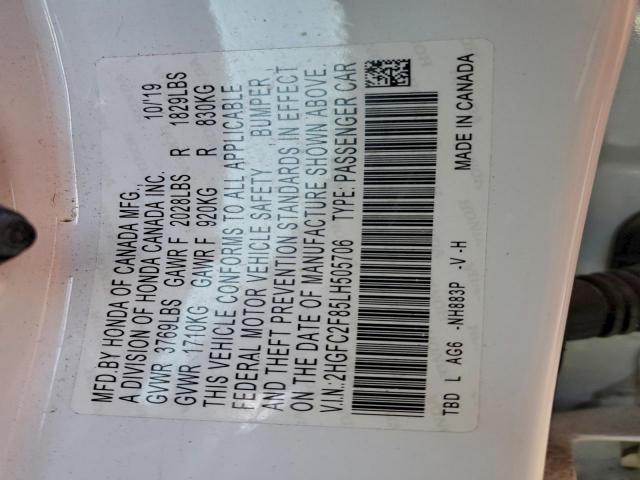 MFD.BY HONDA OF CANADA MFG., 10/'19
A DIVISION OF HONDA CANADA INC.
GVWR 3769LBS GAWR F 2028LBS R 1829LBS
GVWR 1710KG GAWR F 920KG R 830KG
THIS VEHICLE CONFORMS TO ALL APPLICABLE
FEDERAL MOTOR VEHICLE SAFETY , BUMPER ,
AND THEFT PREVENTION STANDARDS IN EFFECT
ON THE DATE OF MANUFACTURE SHOWN ABOVE.
V.I.N.:2HGFC2F8SLH505706 TYPE: PASSENGER CAR
TBD L AG6 -NH883P -V-H MADE IN CANADA